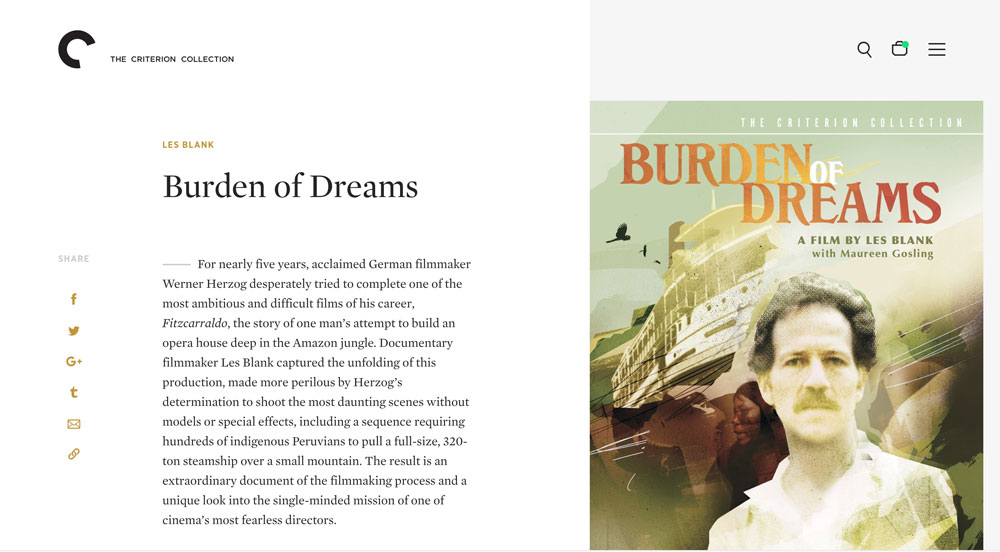 THE CRITERION COLLECTION
LES BLANK
Burden of Dreams
SHARE
For nearly five years, acclaimed German filmmaker
Werner Herzog desperately tried to complete one of the
most ambitious and difficult films of his career,
Fitzcarraldo, the story of one man’s attempt to build an
opera house deep in the Amazon jungle. Documentary
filmmaker Les Blank captured the unfolding of this
production, made more perilous by Herzog’s
determination to shoot the most daunting scenes without
models or special effects, including a sequence requiring
hundreds of indigenous Peruvians to pull a full-size, 320-
ton steamship over a small mountain. The result is an
extraordinary document of the filmmaking process and a
unique look into the single-minded mission of one of
cinema’s most fearless directors.
THE CRITERION COLLECTION
BURDEN OF
DREAMS
A FILM BY LES BLANK
with Maureen Gosling